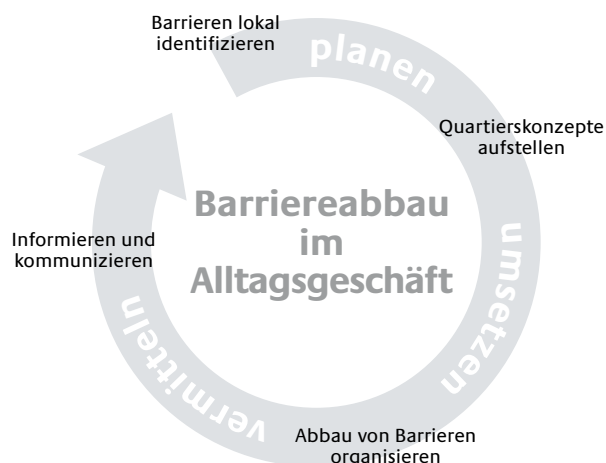 Barrieren lokal
identifizieren
planen
Quartierskonzepte
aufstellen
Barriereabbau
im
Alltagsgeschäft
umsetzen
Informieren und
kommunizieren
vermitteln
Abbau von Barrieren
organisieren